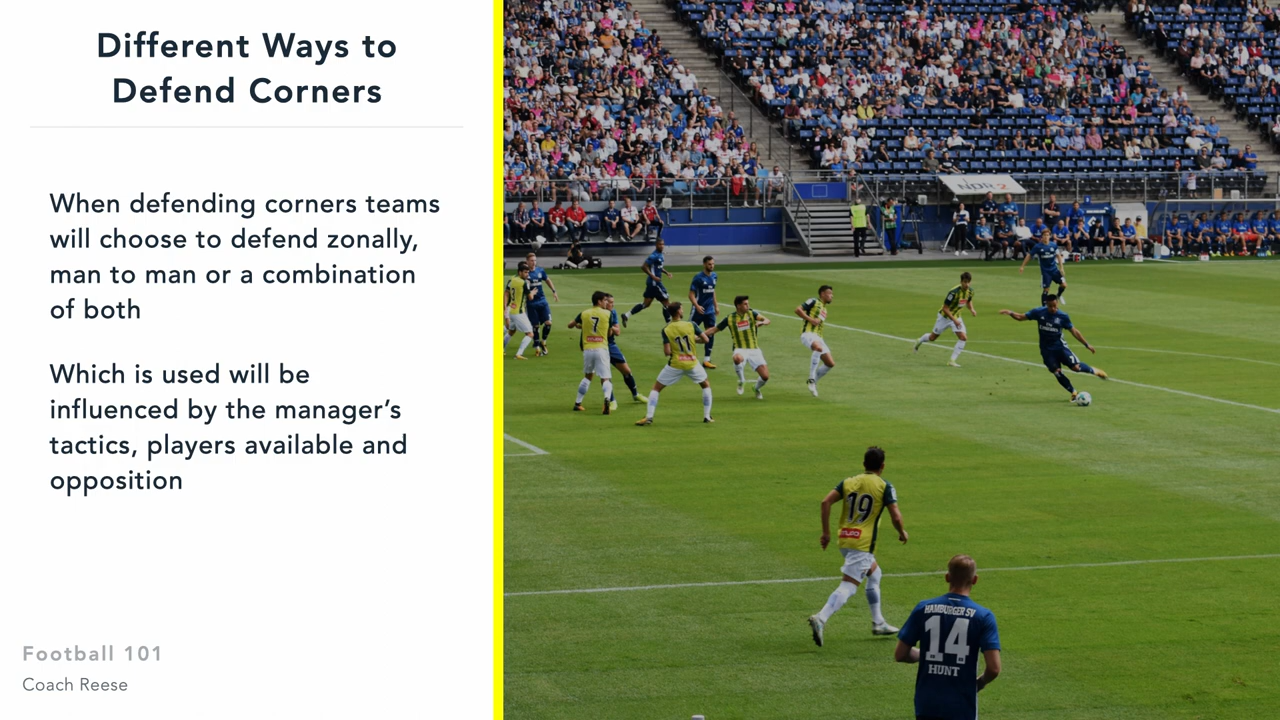 Different Ways to
Defend Corners
When defending corners teams
will choose to defend zonally,
man to man or a combination
of both
Which is used will be
influenced by the manager’s
tactics, players available and
opposition
Football 101
Coach Reese
7
11
19
HAMBURGER SV
14
HUNT